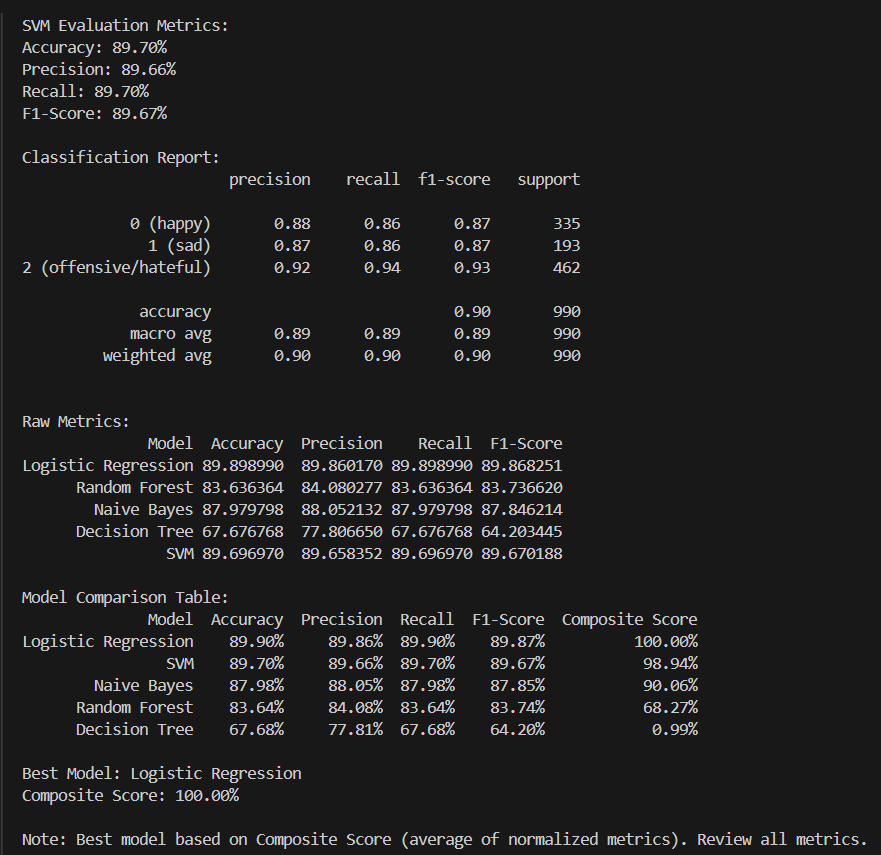 SVM Evaluation Metrics:
Accuracy: 89.70%
Precision: 89.66%
Recall: 89.70%
F1-Score: 89.67%
Classification Report:
precision recall f1-score support
0 (happy) 0.88 0.86 0.87 335
1 (sad) 0.87 0.86 0.87 193
2 (offensive/hateful) 0.92 0.94 0.93 462
accuracy 0.90 990
macro avg 0.89 0.89 0.89 990
weighted avg 0.90 0.90 0.90 990
Raw Metrics:
Model Accuracy Precision Recall F1-Score
Logistic Regression 89.898990 89.860170 89.898990 89.868251
Random Forest 83.636364 84.080277 83.636364 83.736620
Naive Bayes 87.979798 88.052132 87.979798 87.846214
Decision Tree 67.676768 77.806650 67.676768 64.203445
SVM 89.696970 89.658352 89.696970 89.670188
Model Comparison Table:
Model Accuracy Precision Recall F1-Score Composite Score
Logistic Regression 89.90% 89.86% 89.90% 89.87% 100.00%
SVM 89.70% 89.66% 89.70% 89.67% 98.94%
Naive Bayes 87.98% 88.05% 87.98% 87.85% 90.06%
Random Forest 83.64% 84.08% 83.64% 83.74% 68.27%
Decision Tree 67.68% 77.81% 67.68% 64.20% 0.99%
Best Model: Logistic Regression
Composite Score: 100.00%
Note: Best model based on Composite Score (average of normalized metrics). Review all metrics.